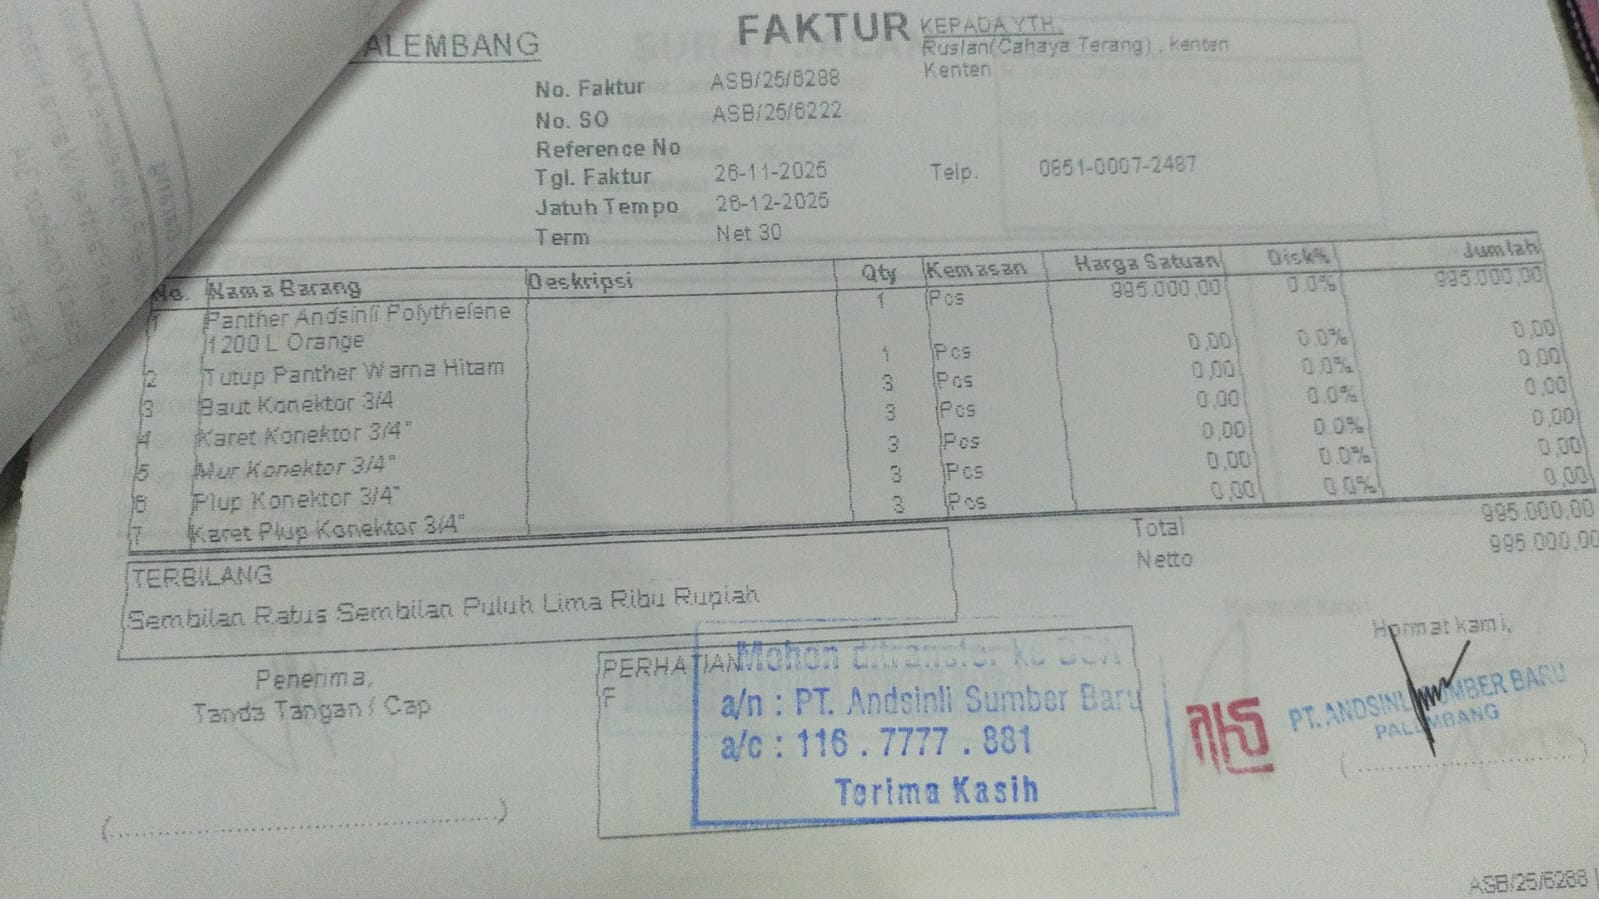 ALEMBANG
FAKTUR
KEPADA YTH.
Ruslan(Cahaya Terang) , kenten
Kenten
No. Faktur ASB/25/6288
No. SO ASB/25/6222
Reference No
Tgl. Faktur 26-11-2025
Telp. 0851-0007-2487
Jatuh Tempo 26-12-2025
Term Net 30
No. Nama Barang Deskripsi Qty Kemasan Harga Satuan Disk% Jumlah
1 Panther Andsinli Polythelene 1 Pcs 995.000,00 0.0% 995.000,00
1200 L Orange
2 Tutup Panther Warna Hitam 1 Pcs 0,00 0.0% 0,00
3 Baut Konektor 3/4 3 Pcs 0,00 0.0% 0,00
4 Karet Konektor 3/4" 3 Pcs 0,00 0.0% 0,00
5 Mur Konektor 3/4" 3 Pcs 0,00 0.0% 0,00
6 Plup Konektor 3/4" 3 Pcs 0,00 0.0% 0,00
7 Karet Plup Konektor 3/4" 3 Pcs 0,00 0.0% 0,00
Total 995.000,00
Netto 995.000,00
TERBILANG
Sembilan Ratus Sembilan Puluh Lima Ribu Rupiah
Penerima,
Tanda Tangan / Cap
(...............................................)
PERHATIAN
F
Mohon ditransfer ke BCA
a/n : PT. Andsinli Sumber Baru
a/c : 116 . 7777 . 881
Terima Kasih
Hormat kami,
PT. ANDSINLI SUMBER BARU
PALEMBANG
(...............................)
ASB/25/6288 |